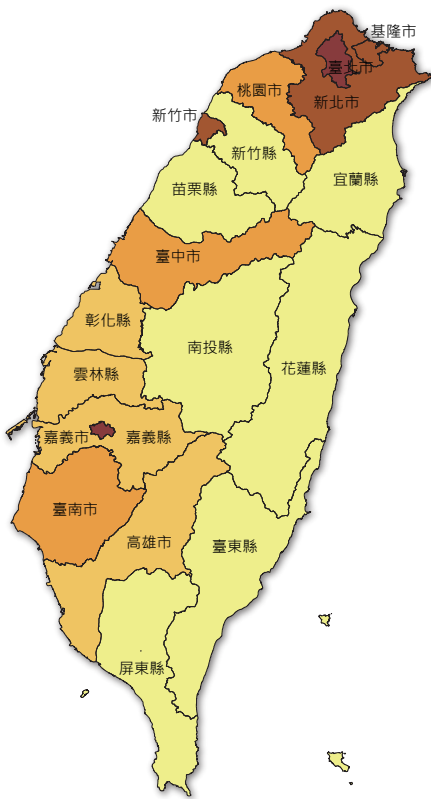 基隆市
臺北市
桃園市
新北市
新竹市
新竹縣
宜蘭縣
苗栗縣
臺中市
彰化縣
南投縣
花蓮縣
雲林縣
嘉義市
嘉義縣
臺南市
高雄市
臺東縣
屏東縣